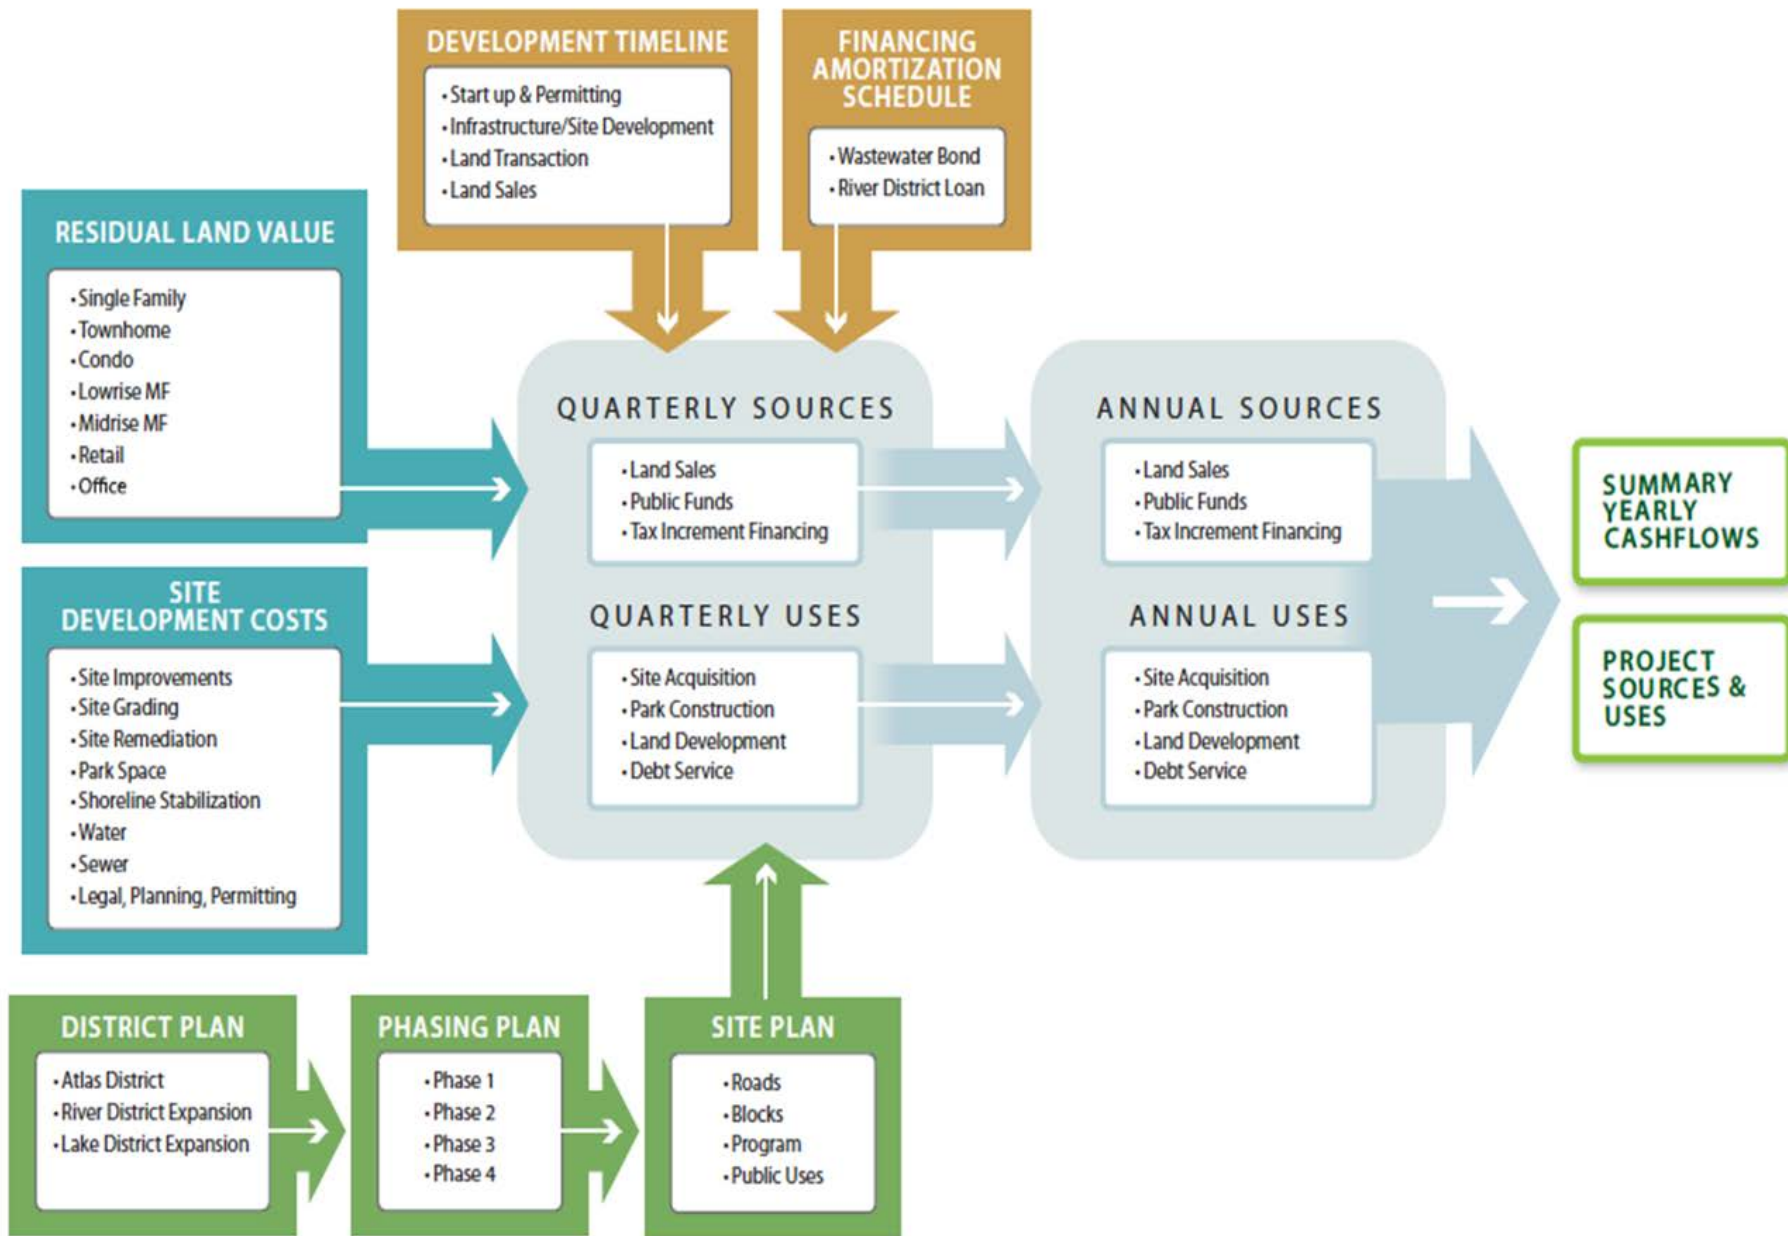 DEVELOPMENT TIMELINE
• Start up & Permitting
• Infrastructure/Site Development
• Land Transaction
• Land Sales
FINANCING
AMORTIZATION
SCHEDULE
• Wastewater Bond
• River District Loan
RESIDUAL LAND VALUE
• Single Family
• Townhome
• Condo
• Lowrise MF
• Midrise MF
• Retail
• Office
SITE
DEVELOPMENT COSTS
• Site Improvements
• Site Grading
• Site Remediation
• Park Space
• Shoreline Stabilization
• Water
• Sewer
• Legal, Planning, Permitting
QUARTERLY SOURCES
• Land Sales
• Public Funds
• Tax Increment Financing
QUARTERLY USES
• Site Acquisition
• Park Construction
• Land Development
• Debt Service
ANNUAL SOURCES
• Land Sales
• Public Funds
• Tax Increment Financing
ANNUAL USES
• Site Acquisition
• Park Construction
• Land Development
• Debt Service
SUMMARY
YEARLY
CASHFLOWS
PROJECT
SOURCES &
USES
DISTRICT PLAN
• Atlas District
• River District Expansion
• Lake District Expansion
PHASING PLAN
• Phase 1
• Phase 2
• Phase 3
• Phase 4
SITE PLAN
• Roads
• Blocks
• Program
• Public Uses